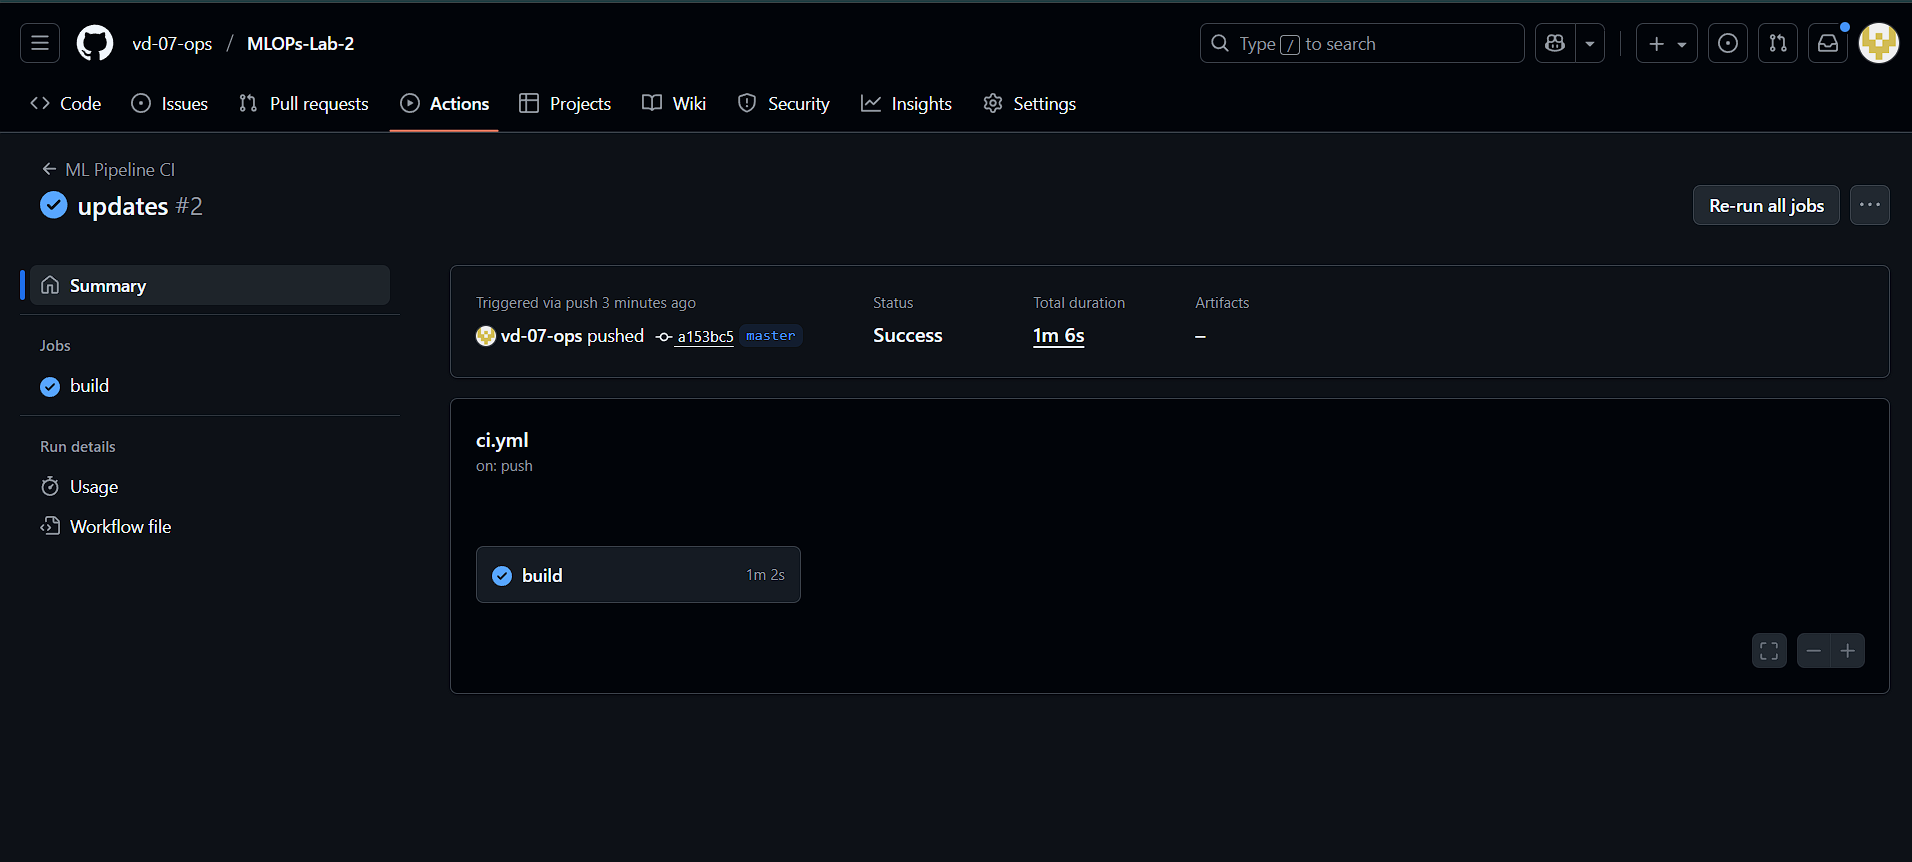 vd-07-ops / MLOPs-Lab-2
Type / to search
Code Issues Pull requests Actions Projects Wiki Security Insights Settings
ML Pipeline CI
updates #2
Re-run all jobs
Summary
Jobs
build
Run details
Usage
Workflow file
Triggered via push 3 minutes ago
vd-07-ops pushed a153bc5 master
Status
Success
Total duration
1m 6s
Artifacts
–
ci.yml
on: push
build 1m 2s